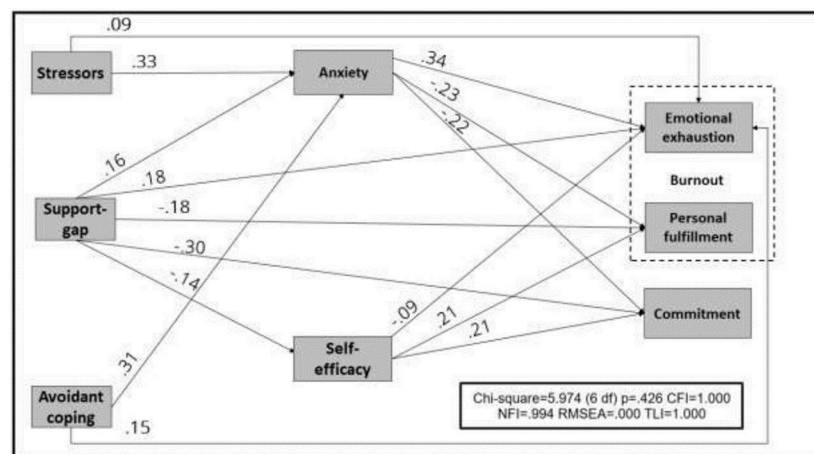 .09
Stressors
.33
Anxiety
.34
-.23
-.22
Emotional
exhaustion
.16
.18
Burnout
Support-
gap
-.18
Personal
fulfillment
-.30
-.14
-.09
.21
.21
Commitment
Self-
efficacy
.31
Avoidant
coping
.15
Chi-square=5.974 (6 df) p=.426 CFI=1.000
NFI=.994 RMSEA=.000 TLI=1.000